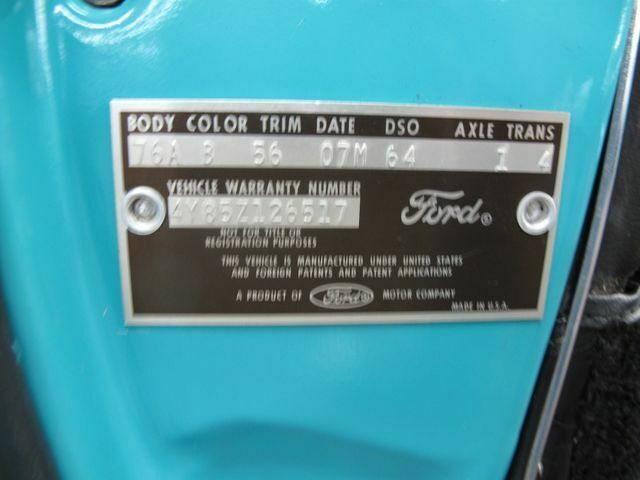 BODY COLOR TRIM DATE DSO AXLE TRANS
76A B 56 07M 64 1 4
VEHICLE WARRANTY NUMBER
4Y85Z126517
Ford ®
NOT FOR TITLE OR
REGISTRATION PURPOSES
THIS VEHICLE IS MANUFACTURED UNDER UNITED STATES
AND FOREIGN PATENTS AND PATENT APPLICATIONS
A PRODUCT OF Ford MOTOR COMPANY
MADE IN U.S.A.